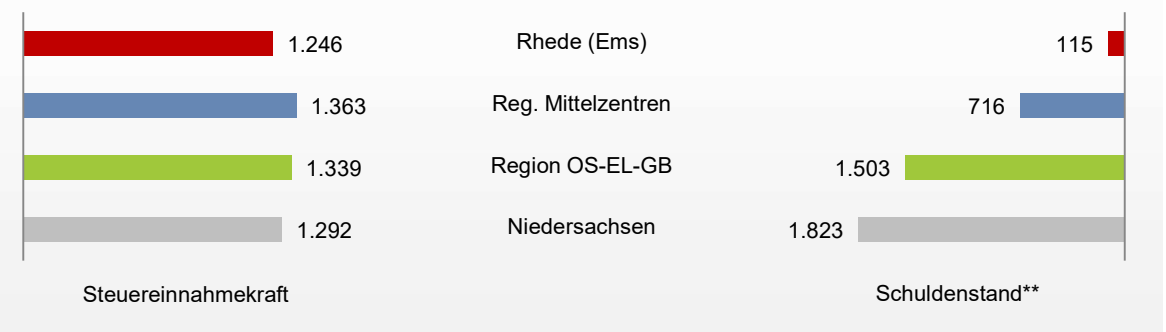 1.246 Rhede (Ems) 115
1.363 Reg. Mittelzentren 716
1.339 Region OS-EL-GB 1.503
1.292 Niedersachsen 1.823
Steuereinnahmekraft Schuldenstand**